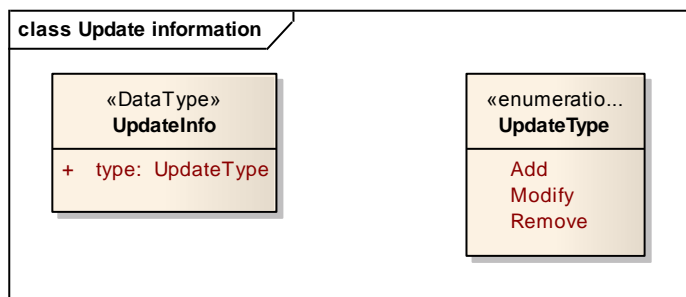 class Update information
«DataType»
UpdateInfo
+ type: UpdateType
«enumeratio...
UpdateType
Add
Modify
Remove